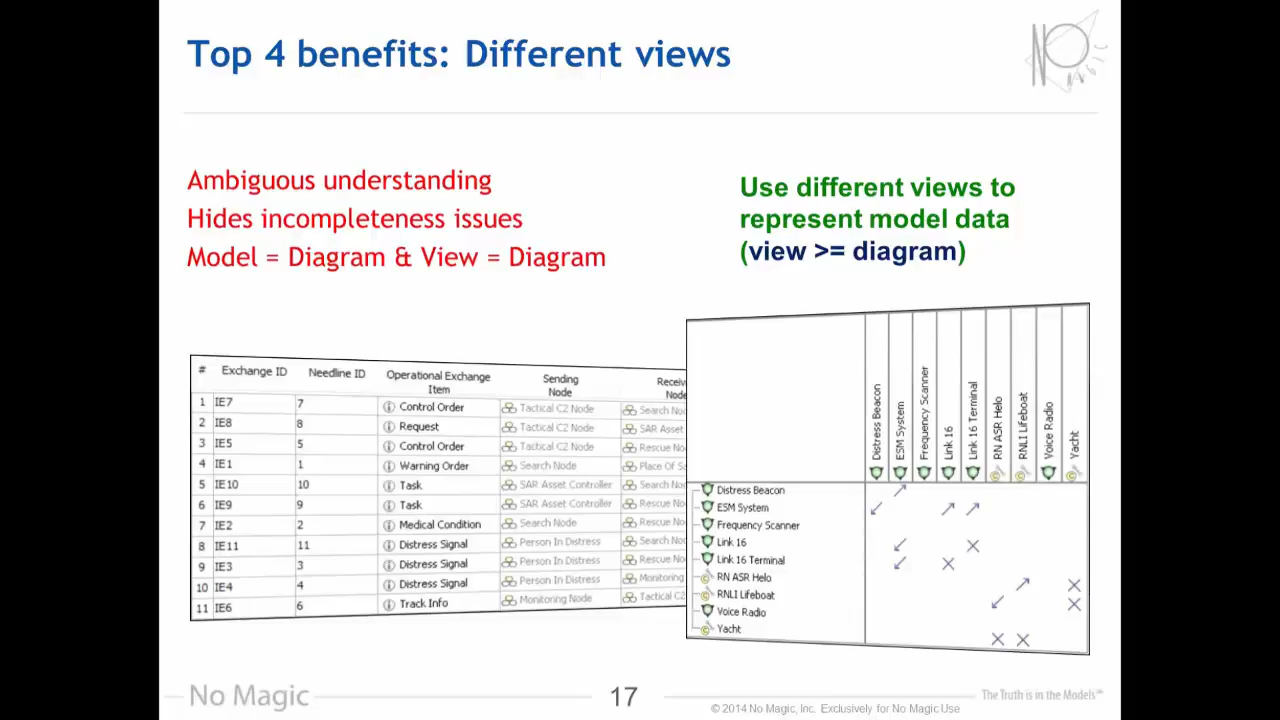 Top 4 benefits: Different views
NO MAGIC
Ambiguous understanding
Hides incompleteness issues
Model = Diagram & View = Diagram
Use different views to
represent model data
(view >= diagram)
# Exchange ID Needline ID Operational Exchange Item Sending Node Node
1 IE7 7 Control Order Tactical C2 Node Search
2 IE8 8 Request Tactical C2 Node SAR Asset
3 IE5 5 Control Order Tactical C2 Node Rescue
4 IE1 1 Warning Order Search Node Place Of
5 IE10 10 Task SAR Asset Controller Search
6 IE9 9 Task SAR Asset Controller Rescue
7 IE2 2 Medical Condition Search Node Rescue
8 IE11 11 Distress Signal Person In Distress Search
9 IE3 3 Distress Signal Person In Distress Rescue
10 IE4 4 Distress Signal Person In Distress Monitoring
11 IE6 6 Track Info Monitoring Node Tactical C2
Distress Beacon
ESM System
Frequency Scanner
Link 16
Link 16 Terminal
RN ASR Helo
RNLI Lifeboat
Voice Radio
Yacht
Distress Beacon
ESM System
Frequency Scanner
Link 16
Link 16 Terminal
RN ASR Helo
RNLI Lifeboat
Voice Radio
Yacht
No Magic
17
© 2014 No Magic, Inc. Exclusively for No Magic Use
The Truth is in the Models™